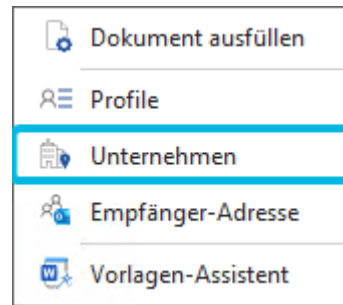 Dokument ausfüllen
Profile
Unternehmen
Empfänger-Adresse
Vorlagen-Assistent